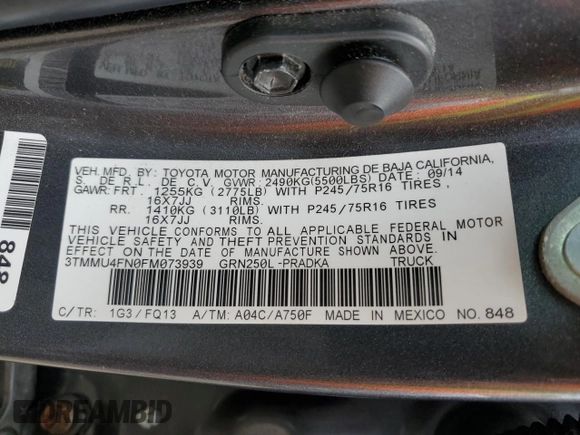 VEH. MFD. BY: TOYOTA MOTOR MANUFACTURING DE BAJA CALIFORNIA,
S. DE R.L. DE C.V. GVWR: 2490KG(5500LBS) DATE: 09/14
GAWR: FRT. 1255KG (2775LB) WITH P245/75R16 TIRES,
16X7JJ RIMS.
RR. 1410KG (3110LB) WITH P245/75R16 TIRES
16X7JJ RIMS.
THIS VEHICLE CONFORMS TO ALL APPLICABLE FEDERAL MOTOR
VEHICLE SAFETY AND THEFT PREVENTION STANDARDS IN
EFFECT ON THE DATE OF MANUFACTURE SHOWN ABOVE.
3TMMU4FN0FM073939 GRN250L-PRADKA TRUCK
C/TR: 1G3/FQ13 A/TM: A04C/A750F MADE IN MEXICO NO. 848
848
DREAMBID